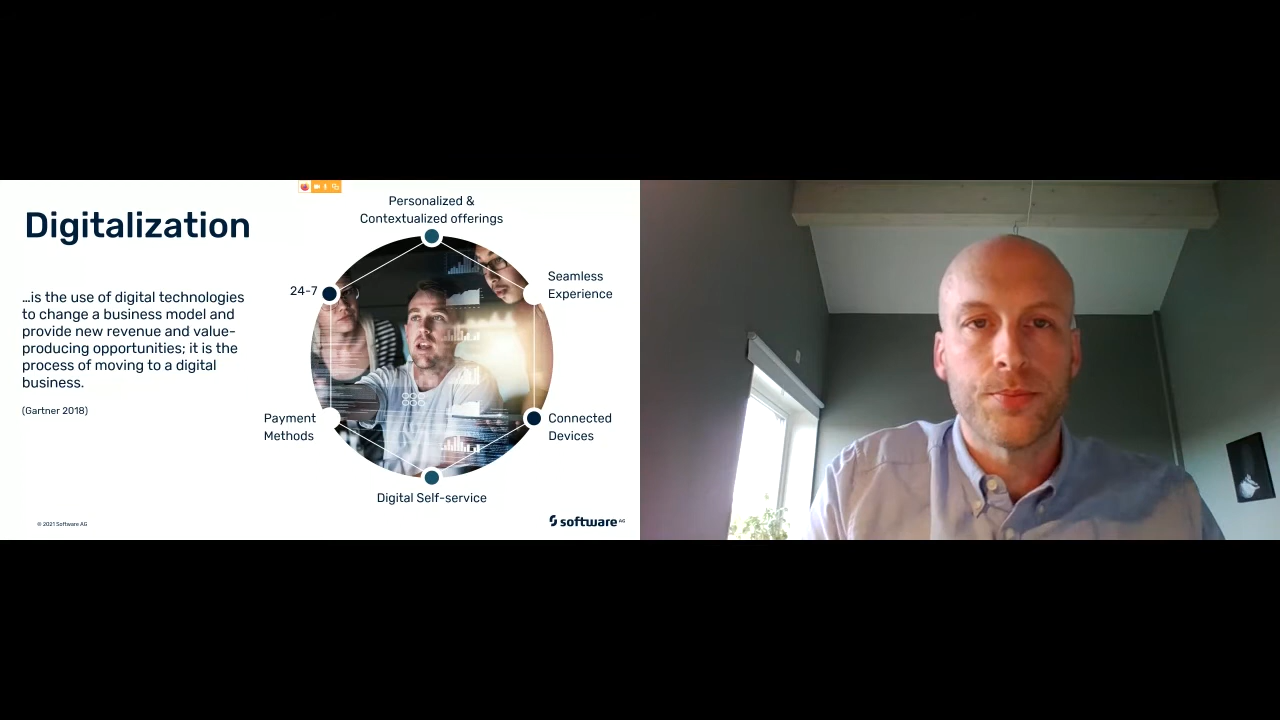 Digitalization
…is the use of digital technologies
to change a business model and
provide new revenue and value-
producing opportunities; it is the
process of moving to a digital
business.
(Gartner 2018)
Personalized &
Contextualized offerings
24-7
Seamless
Experience
Payment
Methods
Connected
Devices
Digital Self-service
© 2021 Software AG
software AG